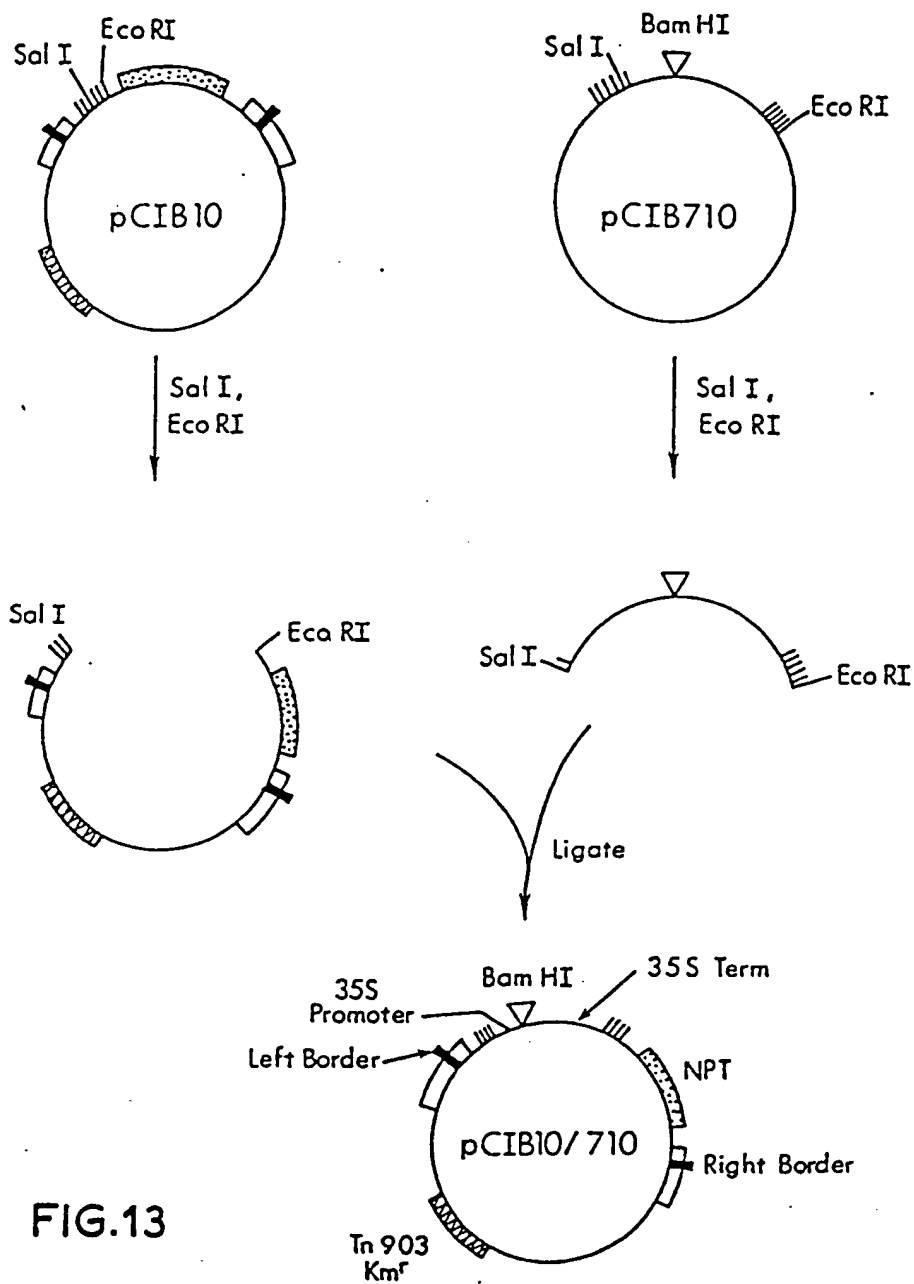 Eco RI
Sal I
pCIB10
Bam HI
Sal I
Eco RI
pCIB710
Sal I,
Eco RI
Sal I,
Eco RI
Sal I
Eco RI
Sal I
Eco RI
Ligate
35S Term
Bam HI
35S
Promoter
Left Border
NPT
pCIB10/710
Right Border
Tn 903
Kmʳ
FIG.13